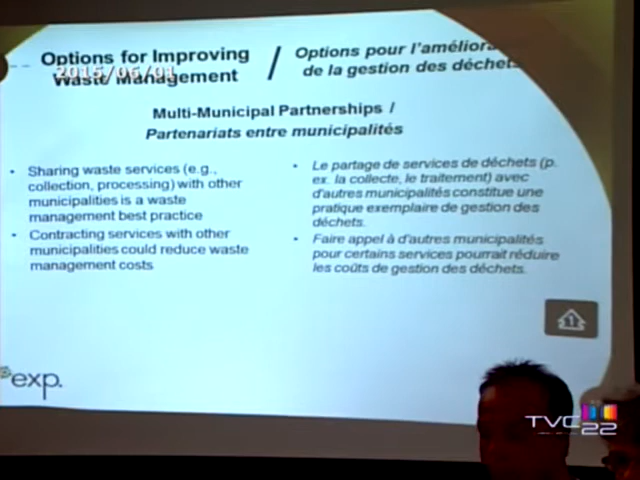 Options for Improving
Waste Management
2015/06/01
/
Options pour l'amélior
de la gestion des déchets
Multi-Municipal Partnerships /
Partenariats entre municipalités
• Sharing waste services (e.g.,
collection, processing) with other
municipalities is a waste
management best practice
• Contracting services with other
municipalities could reduce waste
management costs
• Le partage de services de déchets (p.
ex. la collecte, le traitement) avec
d'autres municipalités constitue une
pratique exemplaire de gestion des
déchets.
• Faire appel à d'autres municipalités
pour certains services pourrait réduire
les coûts de gestion des déchets.
1
exp.
TVC
22